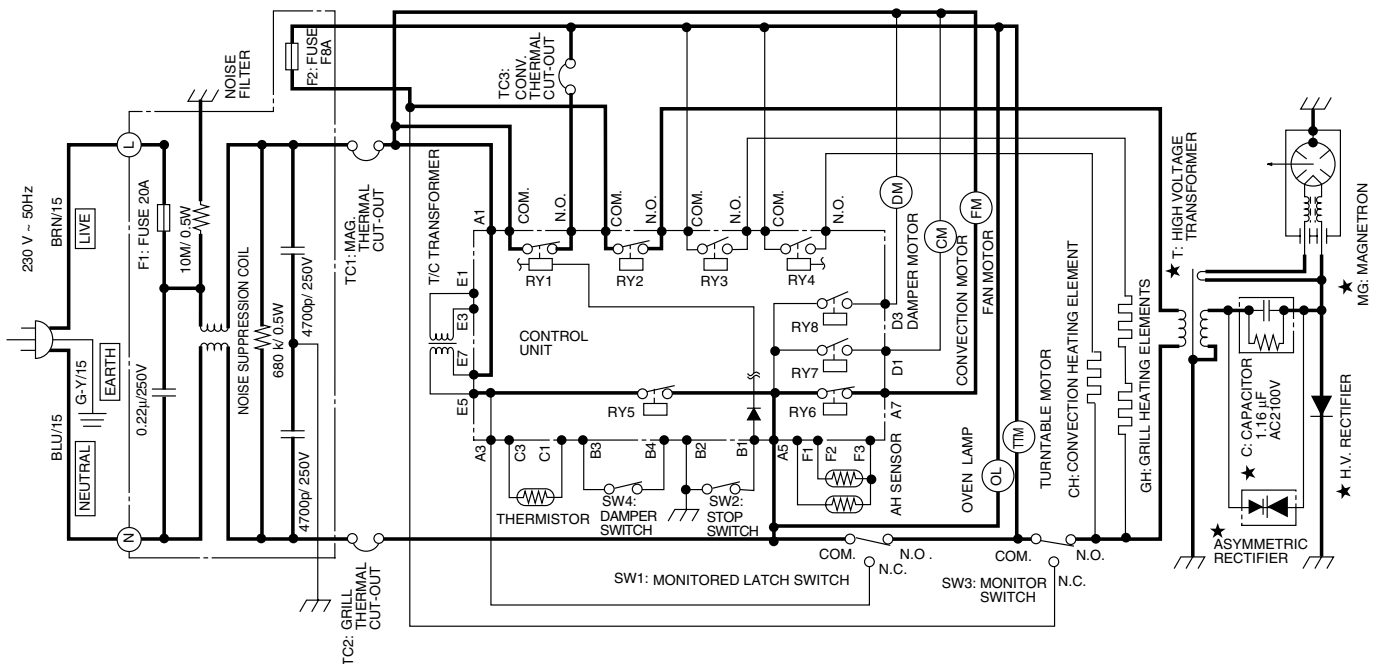 230 V ~ 50Hz
BRN/15
LIVE
G-Y/15
EARTH
BLU/15
NEUTRAL
L
N
F1: FUSE 20A
10M/ 0.5W
0.22µ/250V
NOISE
FILTER
NOISE SUPPRESSION COIL
680 k/ 0.5W
4700p/ 250V
4700p/ 250V
F2: FUSE
F8A
TC1: MAG.
THERMAL
CUT-OUT
TC2: GRILL
THERMAL
CUT-OUT
TC3:
CONV.
THERMAL
CUT-OUT
T/C TRANSFORMER
A1
E1
E3
E7
E5
CONTROL
UNIT
COM.
N.O.
COM.
N.O.
COM.
N.O.
COM.
N.O.
RY1
RY2
RY3
RY4
RY8
RY7
RY5
RY6
A3
C3
C1
B3
B4
B2
B1
A5
F1
F2
F3
A7
D1
D3
THERMISTOR
SW4:
DAMPER
SWITCH
SW2:
STOP
SWITCH
AH SENSOR
DM
DAMPER MOTOR
CM
CONVECTION MOTOR
FM
FAN MOTOR
OL
OVEN LAMP
TTM
TURNTABLE MOTOR
CH: CONVECTION HEATING ELEMENT
GH: GRILL HEATING ELEMENTS
COM.
N.O.
N.C.
SW1: MONITORED LATCH SWITCH
COM.
N.O.
N.C.
SW3: MONITOR
SWITCH
★ T: HIGH VOLTAGE
TRANSFORMER
★ MG: MAGNETRON
★ C: CAPACITOR
1.16 µF
AC2100V
★ H.V. RECTIFIER
★ ASYMMETRIC
RECTIFIER